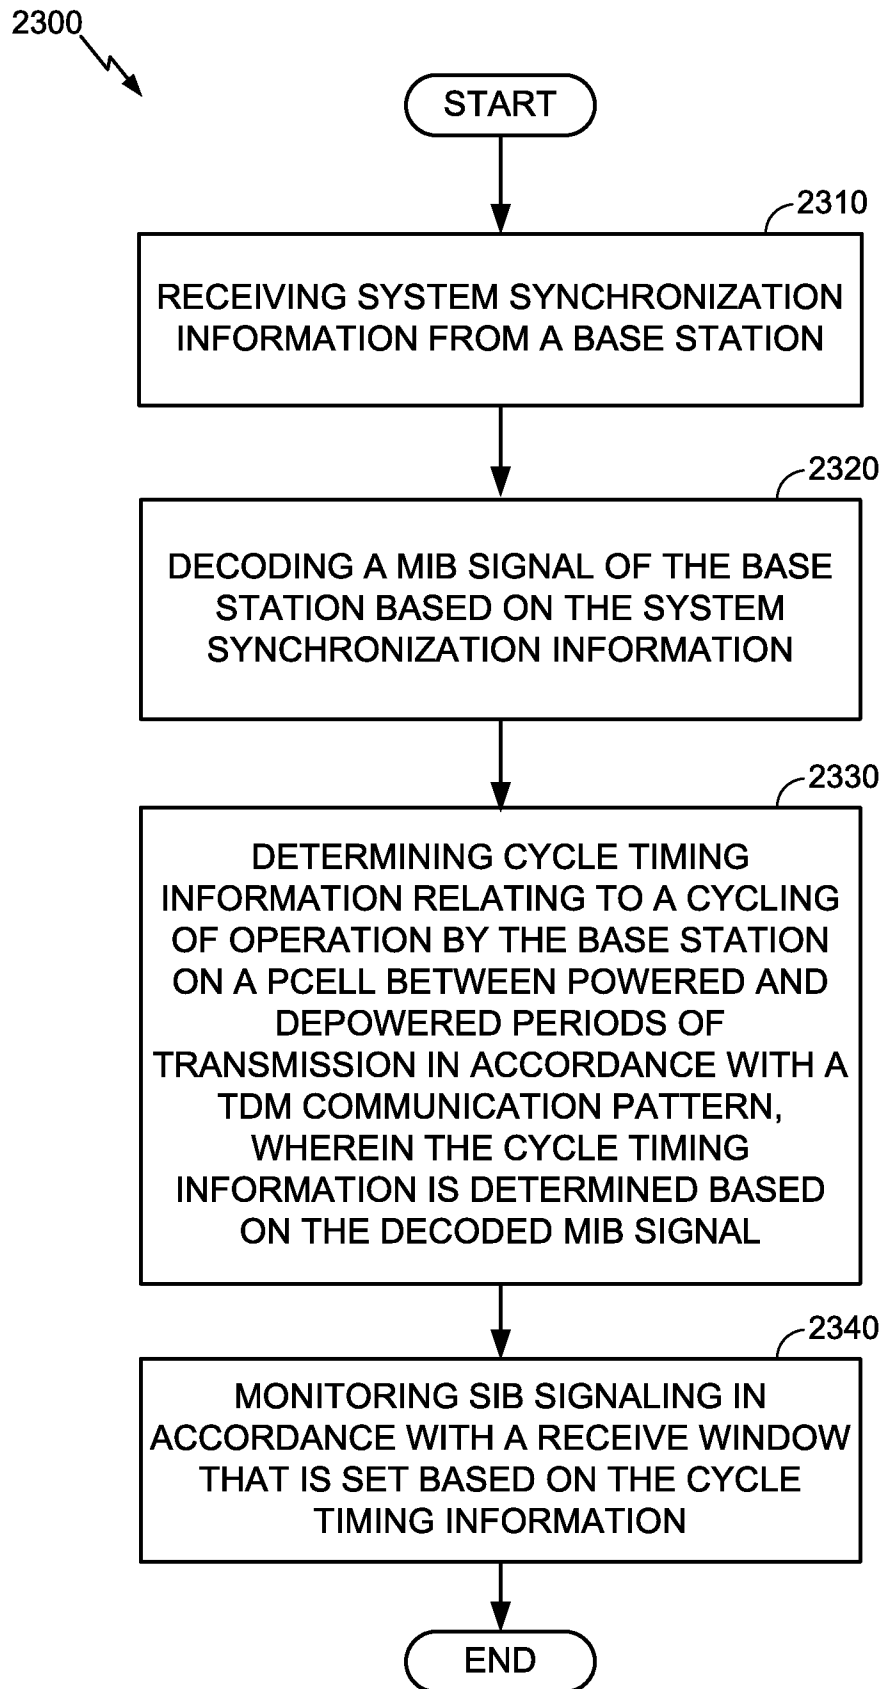 2300
START
2310
RECEIVING SYSTEM SYNCHRONIZATION
INFORMATION FROM A BASE STATION
2320
DECODING A MIB SIGNAL OF THE BASE
STATION BASED ON THE SYSTEM
SYNCHRONIZATION INFORMATION
2330
DETERMINING CYCLE TIMING
INFORMATION RELATING TO A CYCLING
OF OPERATION BY THE BASE STATION
ON A PCELL BETWEEN POWERED AND
DEPOWERED PERIODS OF
TRANSMISSION IN ACCORDANCE WITH A
TDM COMMUNICATION PATTERN,
WHEREIN THE CYCLE TIMING
INFORMATION IS DETERMINED BASED
ON THE DECODED MIB SIGNAL
2340
MONITORING SIB SIGNALING IN
ACCORDANCE WITH A RECEIVE WINDOW
THAT IS SET BASED ON THE CYCLE
TIMING INFORMATION
END